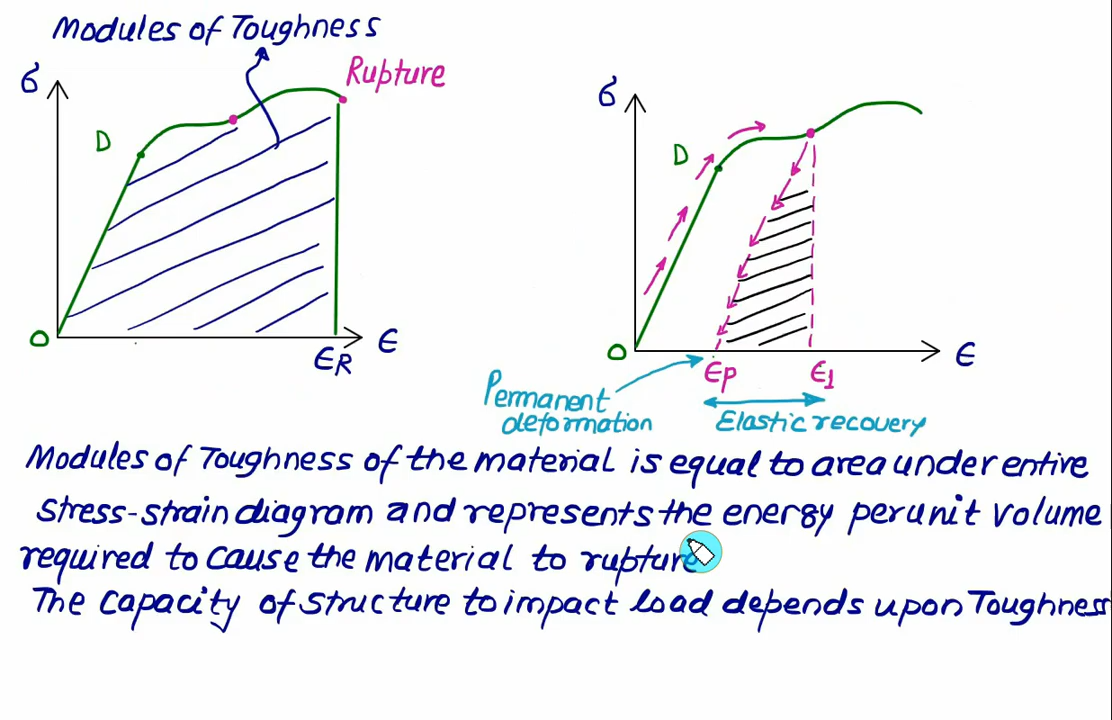 Modules of Toughness
σ
Rupture
D
O
ϵR
ϵ
σ
D
O
ϵP
ϵ1
ϵ
Permanent
deformation
Elastic recovery
Modules of Toughness of the material is equal to area under entive
stress-strain diagram and represents the energy per unit volume
required to cause the material to rupture
The capacity of structure to impact load depends upon Toughness